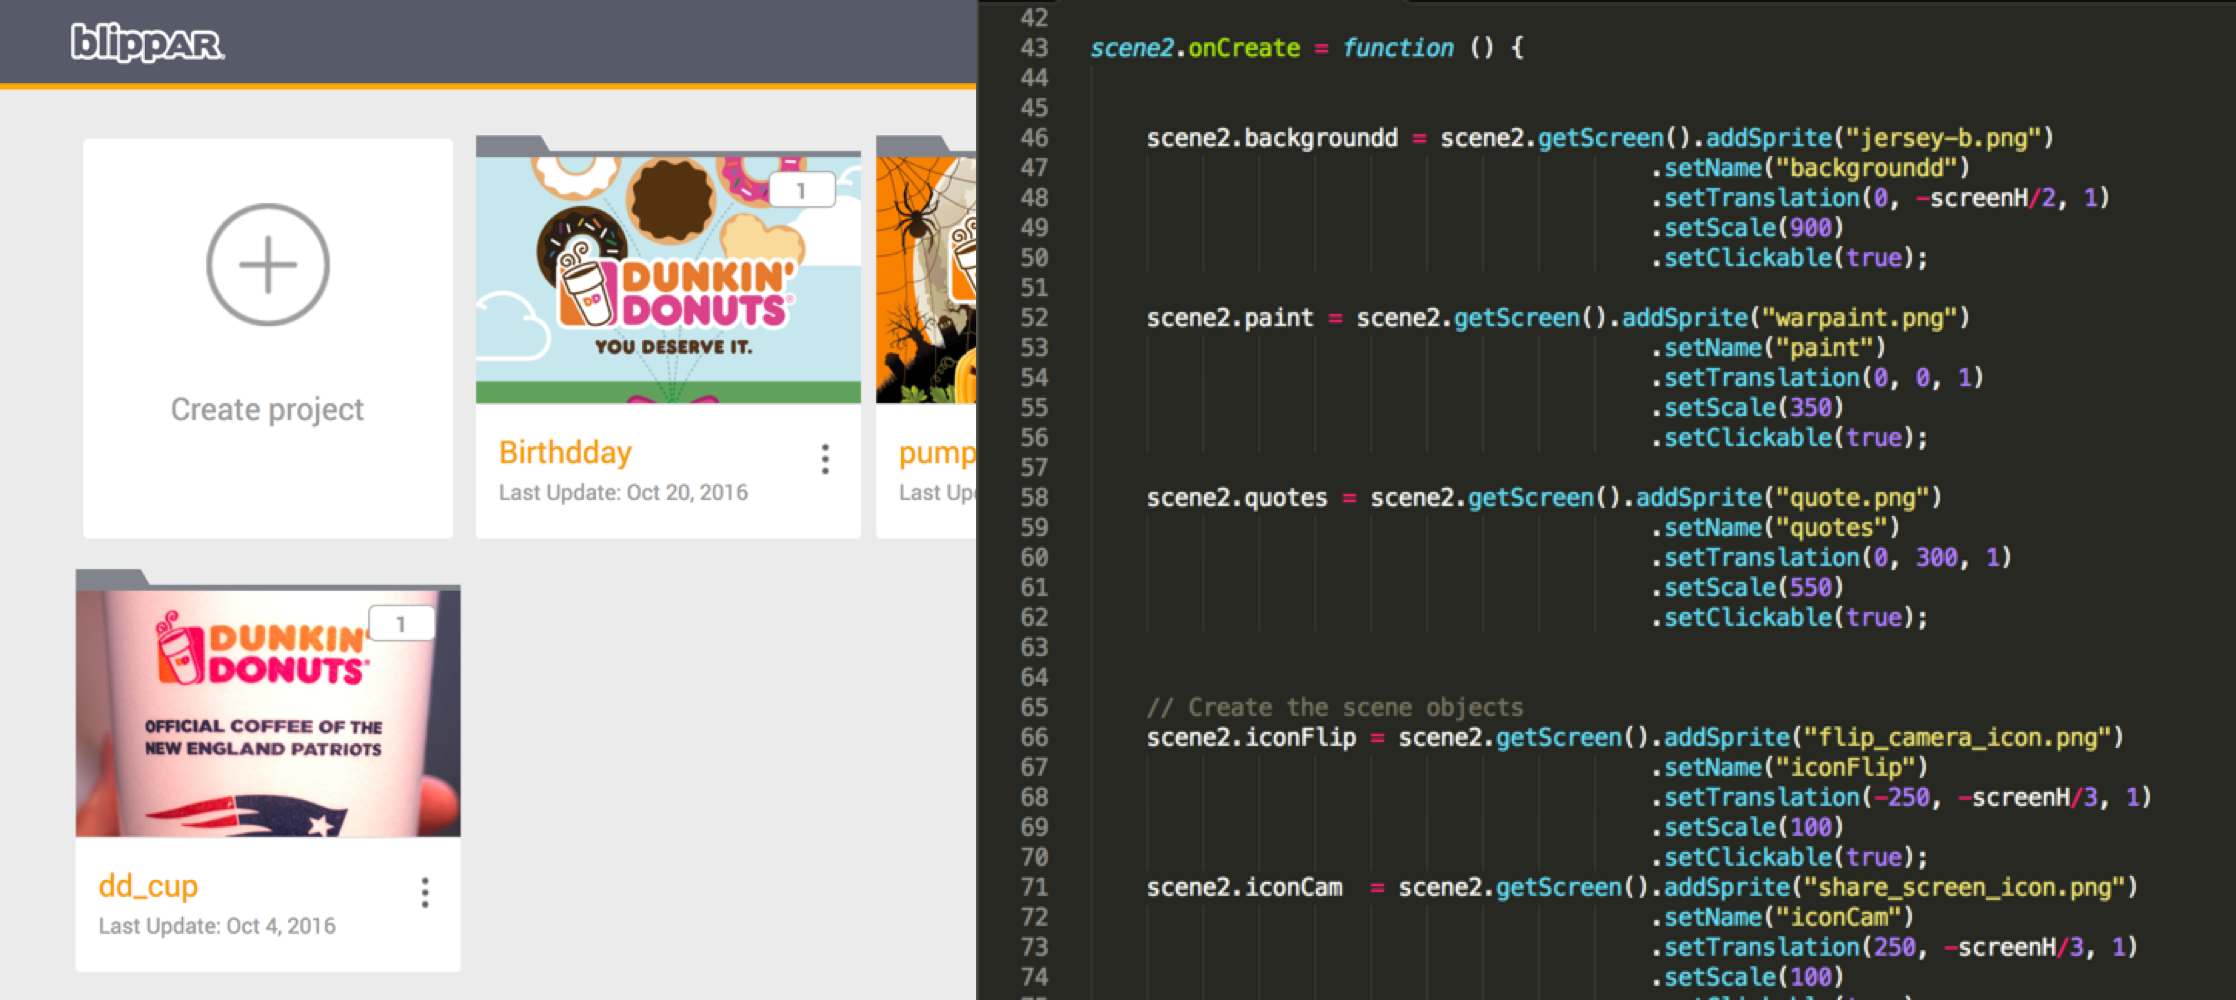 blippAR
Create project
1
DUNKIN'
DONUTS®
YOU DESERVE IT.
DD
Birthdday
Last Update: Oct 20, 2016
pump
Last Up
1
DUNKIN'
DONUTS®
DD
OFFICIAL COFFEE OF THE
NEW ENGLAND PATRIOTS
dd_cup
Last Update: Oct 4, 2016
42
43 scene2.onCreate = function () {
44
45
46 scene2.backgroundd = scene2.getScreen().addSprite("jersey-b.png")
47 .setName("backgroundd")
48 .setTranslation(0, -screenH/2, 1)
49 .setScale(900)
50 .setClickable(true);
51
52 scene2.paint = scene2.getScreen().addSprite("warpaint.png")
53 .setName("paint")
54 .setTranslation(0, 0, 1)
55 .setScale(350)
56 .setClickable(true);
57
58 scene2.quotes = scene2.getScreen().addSprite("quote.png")
59 .setName("quotes")
60 .setTranslation(0, 300, 1)
61 .setScale(550)
62 .setClickable(true);
63
64
65 // Create the scene objects
66 scene2.iconFlip = scene2.getScreen().addSprite("flip_camera_icon.png")
67 .setName("iconFlip")
68 .setTranslation(-250, -screenH/3, 1)
69 .setScale(100)
70 .setClickable(true);
71 scene2.iconCam = scene2.getScreen().addSprite("share_screen_icon.png")
72 .setName("iconCam")
73 .setTranslation(250, -screenH/3, 1)
74 .setScale(100)